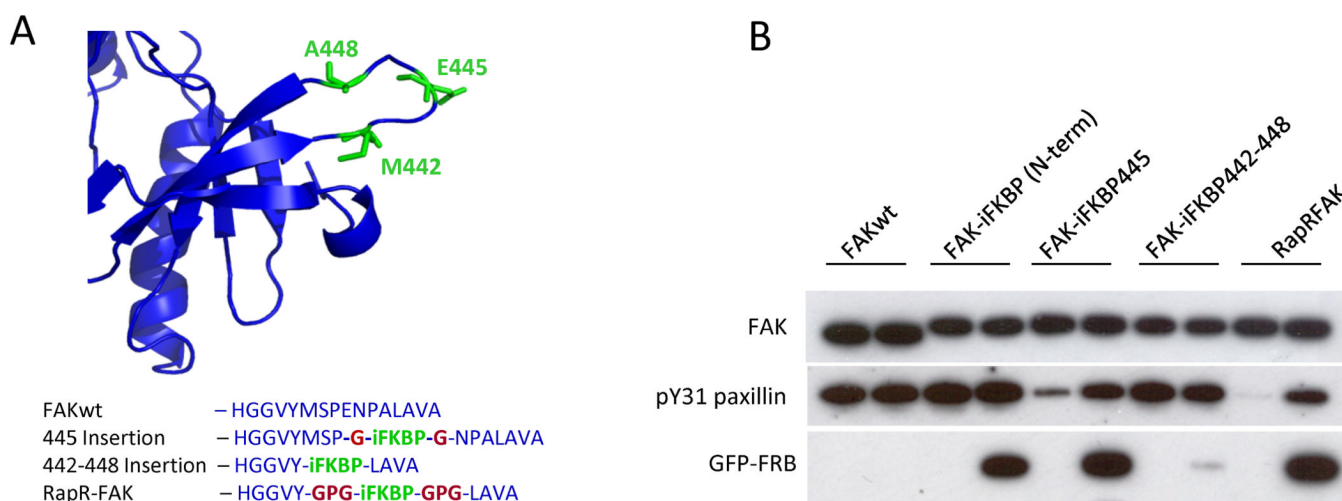 A
A448
E445
M442
FAKwt – HGGVYMSPENPALAVA
445 Insertion – HGGVYMSP-G-iFKBP-G-NPALAVA
442-448 Insertion – HGGVY-iFKBP-LAVA
RapR-FAK – HGGVY-GPG-iFKBP-GPG-LAVA
B
FAKwt
FAK-iFKBP (N-term)
FAK-iFKBP445
FAK-iFKBP442-448
RapRFAK
FAK
pY31 paxillin
GFP-FRB